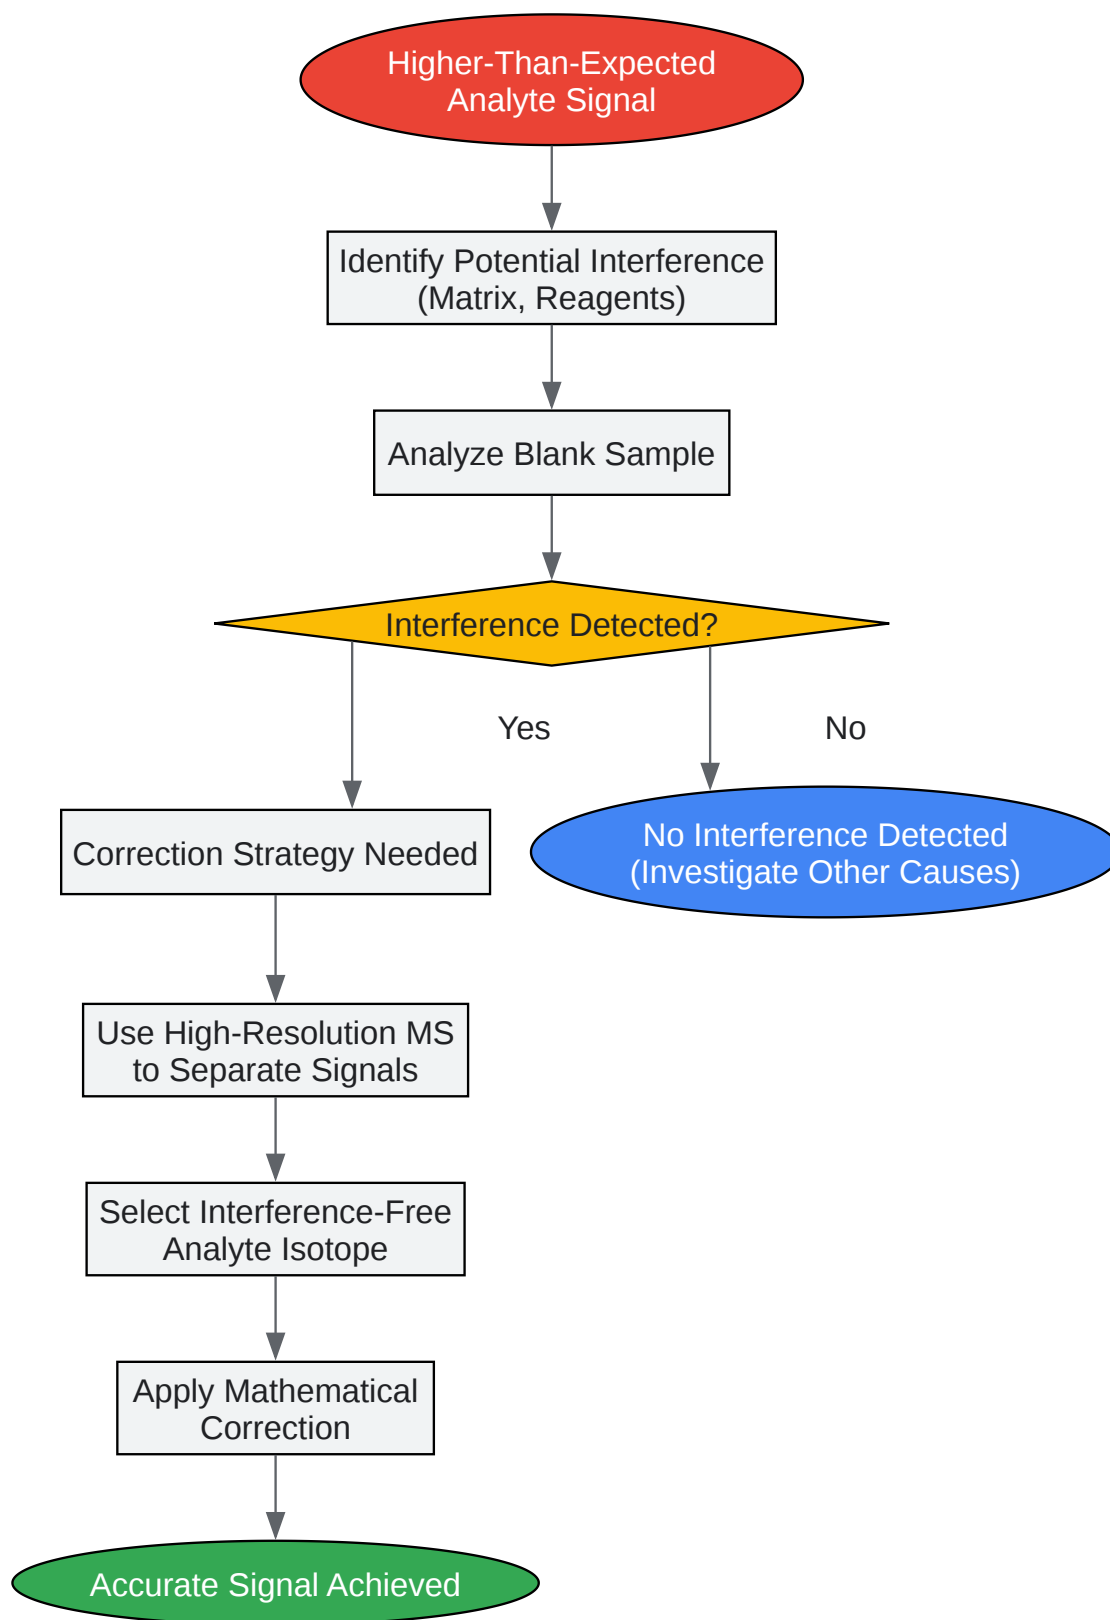 Higher-Than-Expected
Analyte Signal
Identify Potential Interference
(Matrix, Reagents)
Analyze Blank Sample
Interference Detected?
Yes
No
Correction Strategy Needed
No Interference Detected
(Investigate Other Causes)
Use High-Resolution MS
to Separate Signals
Select Interference-Free
Analyte Isotope
Apply Mathematical
Correction
Accurate Signal Achieved